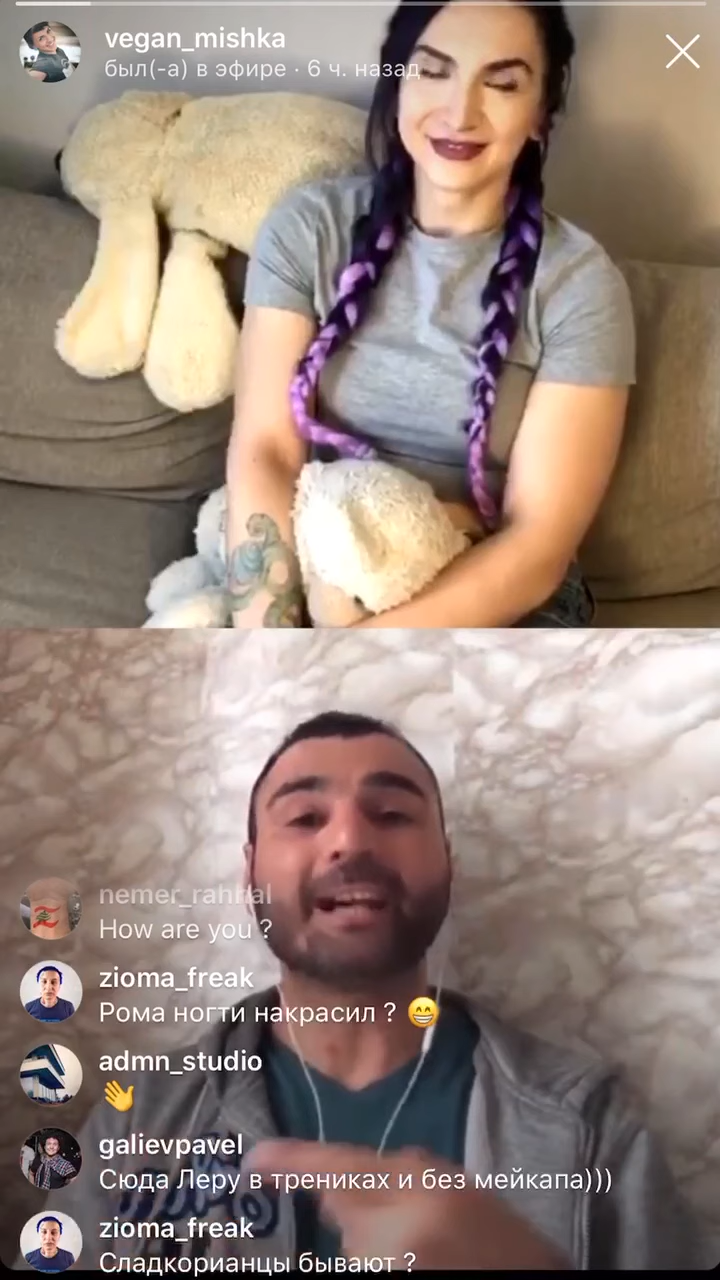 vegan_mishka
был(-а) в эфире · 6 ч. назад
nemer_rahhal
How are you ?
zioma_freak
Рома ногти накрасил ? 😁
admn_studio
👋
galievpavel
Сюда Леру в трениках и без мейкапа)))
zioma_freak
Сладкорианцы бывают ?